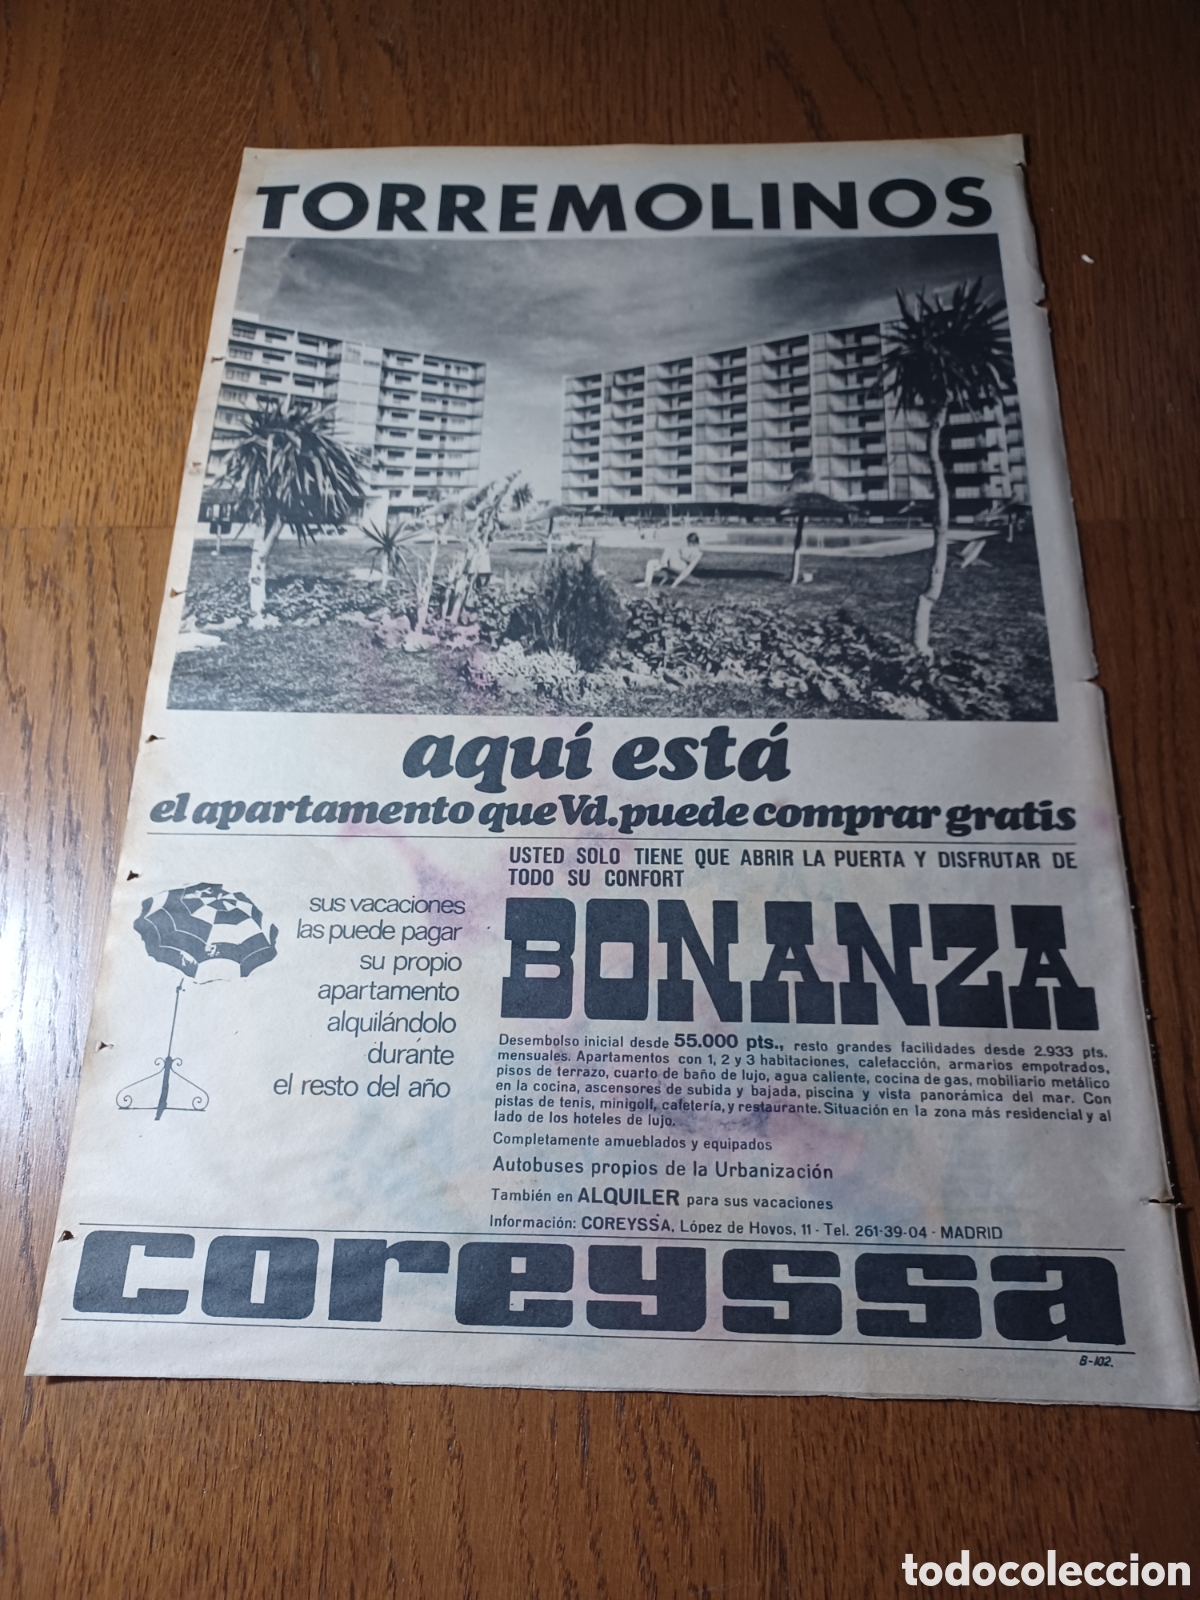 TORREMOLINOS
aquí está
el apartamento que Vd. puede comprar gratis
USTED SOLO TIENE QUE ABRIR LA PUERTA Y DISFRUTAR DE
TODO SU CONFORT
sus vacaciones
las puede pagar
su propio
apartamento
alquilándolo
durante
el resto del año
BONANZA
Desembolso inicial desde 55.000 pts., resto grandes facilidades desde 2.933 pts.
mensuales. Apartamentos con 1, 2 y 3 habitaciones, calefacción, armarios empotrados,
pisos de terrazo, cuarto de baño de lujo, agua caliente, cocina de gas, mobiliario metálico
en la cocina, ascensores de subida y bajada, piscina y vista panorámica del mar. Con
pistas de tenis, minigolf, cafetería, y restaurante. Situación en la zona más residencial y al
lado de los hoteles de lujo.
Completamente amueblados y equipados
Autobuses propios de la Urbanización
También en ALQUILER para sus vacaciones
Información: COREYSSA, López de Hoyos, 11 - Tel. 261-39-04 - MADRID
coreyssa
B-102.
todocoleccion